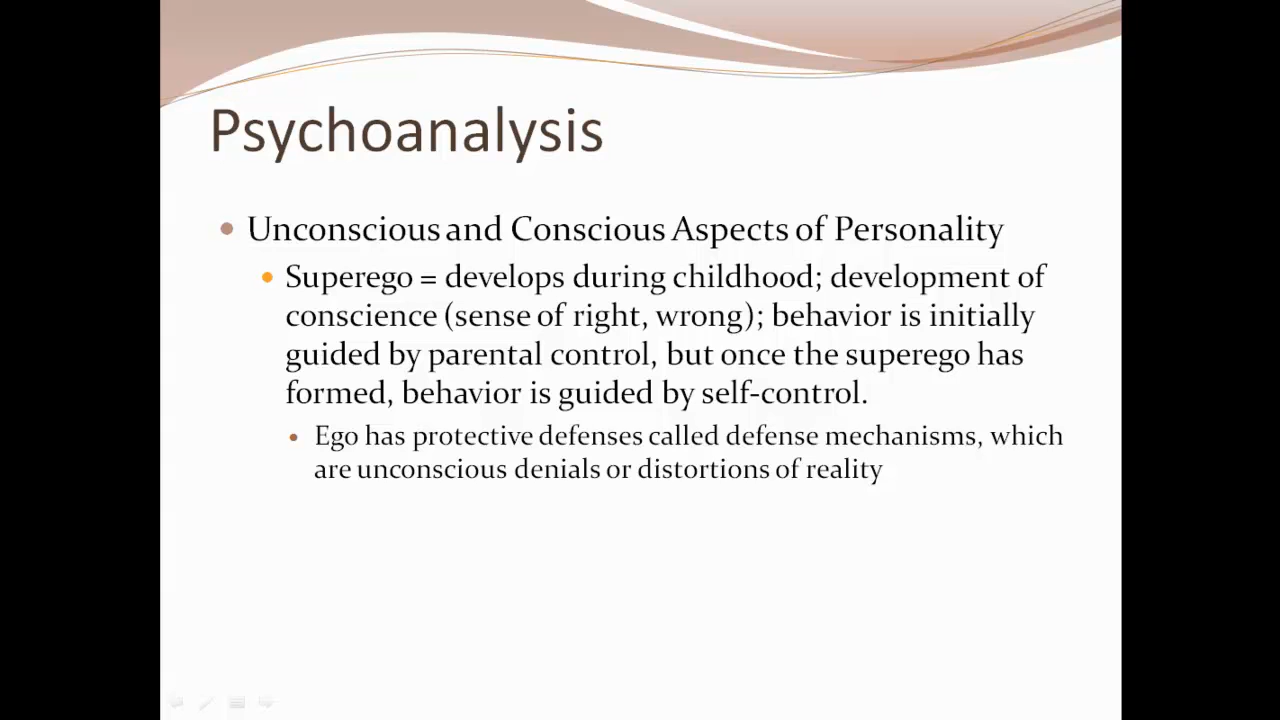 Psychoanalysis
Unconscious and Conscious Aspects of Personality
Superego = develops during childhood; development of
conscience (sense of right, wrong); behavior is initially
guided by parental control, but once the superego has
formed, behavior is guided by self-control.
Ego has protective defenses called defense mechanisms, which
are unconscious denials or distortions of reality